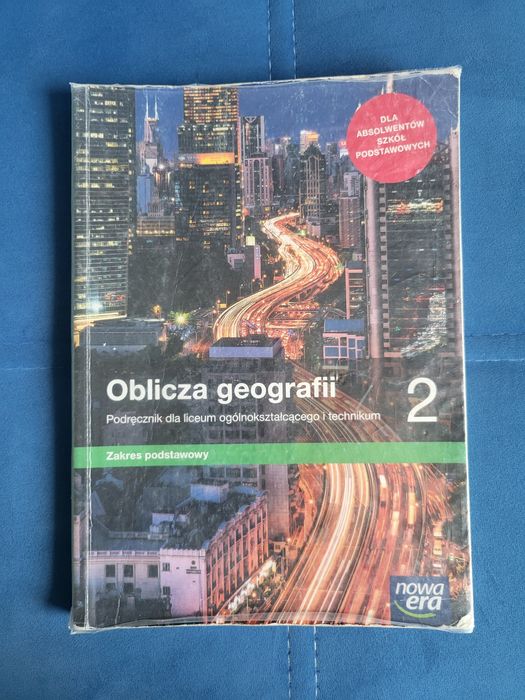 DLA
ABSOLWENTÓW
SZKÓŁ
PODSTAWOWYCH
Oblicza geografii 2
Podręcznik dla liceum ogólnokształcącego i technikum
Zakres podstawowy
nowa
era